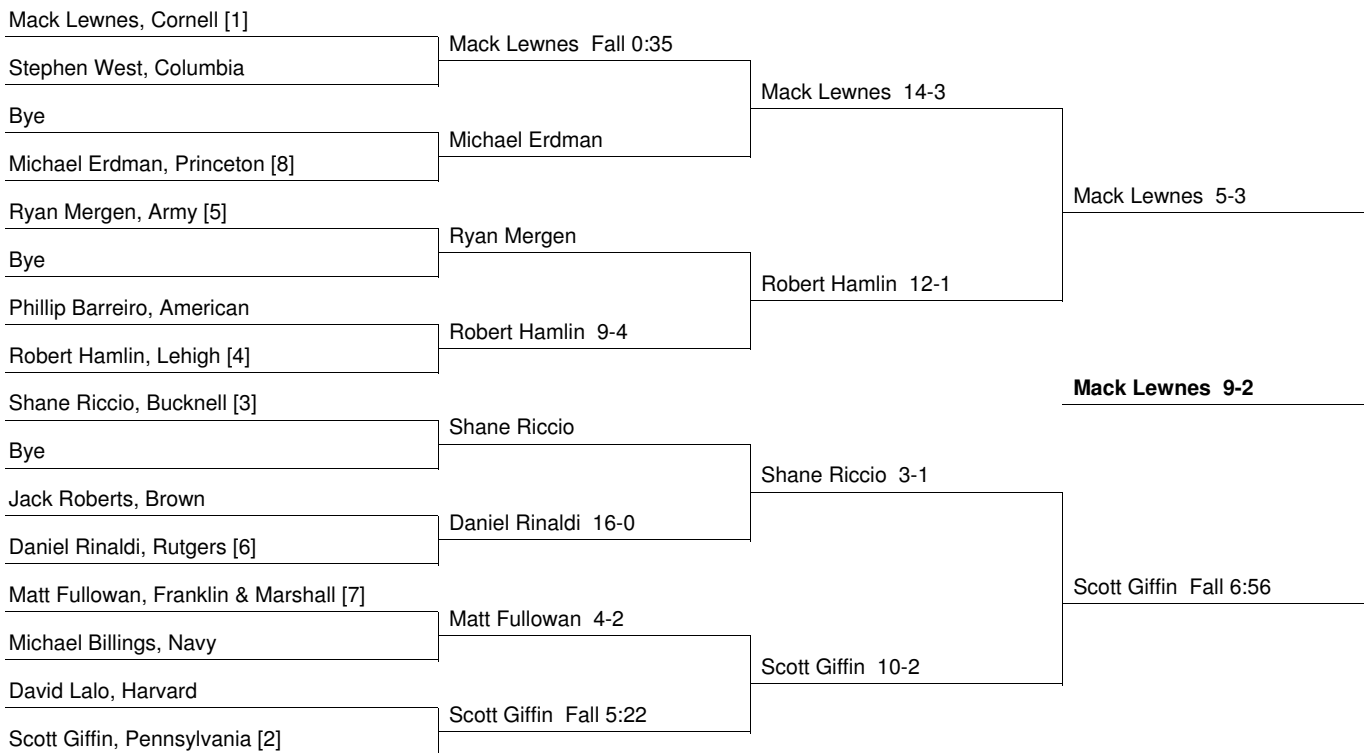 Mack Lewnes, Cornell [1]
Stephen West, Columbia
Bye
Michael Erdman, Princeton [8]
Ryan Mergen, Army [5]
Bye
Phillip Barreiro, American
Robert Hamlin, Lehigh [4]
Shane Riccio, Bucknell [3]
Bye
Jack Roberts, Brown
Daniel Rinaldi, Rutgers [6]
Matt Fullowan, Franklin & Marshall [7]
Michael Billings, Navy
David Lalo, Harvard
Scott Giffin, Pennsylvania [2]
Mack Lewnes Fall 0:35
Michael Erdman
Ryan Mergen
Robert Hamlin 9-4
Shane Riccio
Daniel Rinaldi 16-0
Matt Fullowan 4-2
Scott Giffin Fall 5:22
Mack Lewnes 14-3
Robert Hamlin 12-1
Shane Riccio 3-1
Scott Giffin 10-2
Mack Lewnes 5-3
Scott Giffin Fall 6:56
Mack Lewnes 9-2